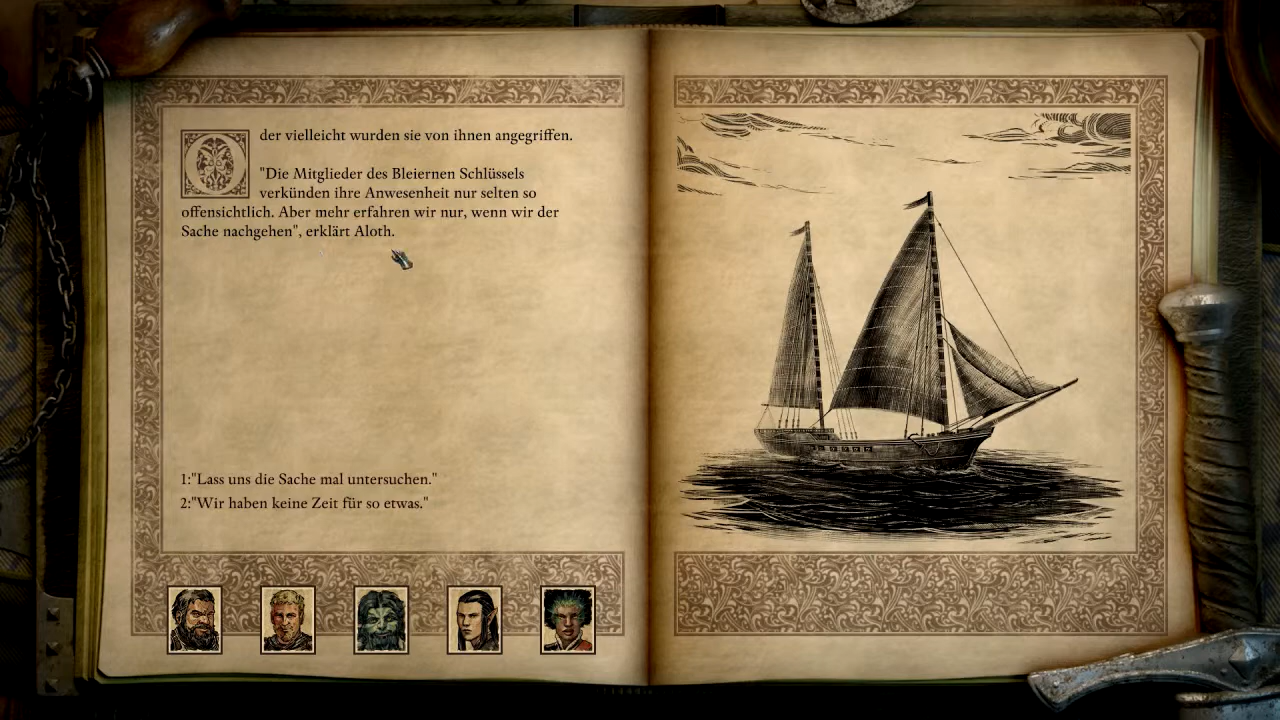 Oder vielleicht wurden sie von ihnen angegriffen.
"Die Mitglieder des Bleiernen Schlüssels
verkünden ihre Anwesenheit nur selten so
offensichtlich. Aber mehr erfahren wir nur, wenn wir der
Sache nachgehen", erklärt Aloth.
1:"Lass uns die Sache mal untersuchen."
2:"Wir haben keine Zeit für so etwas."